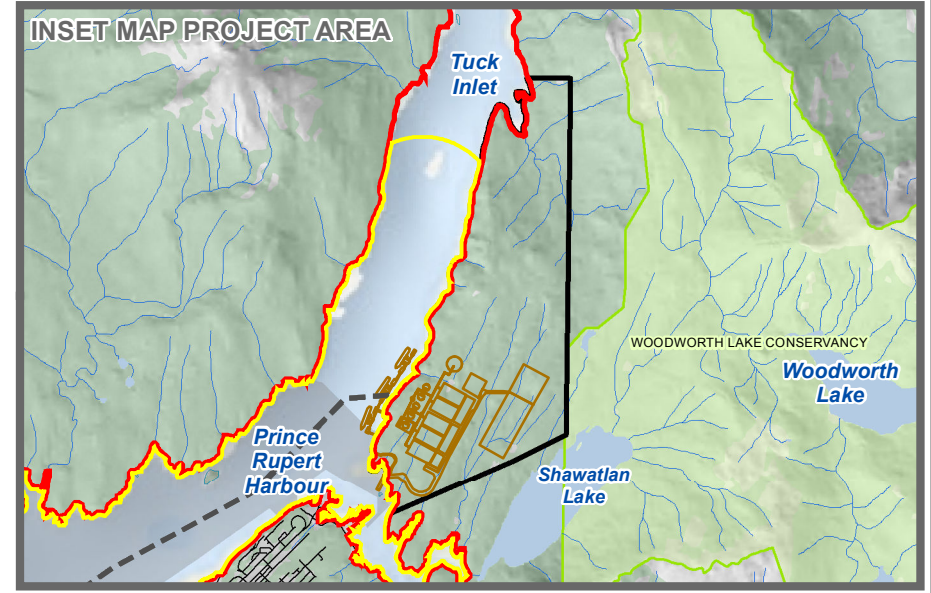 INSET MAP PROJECT AREA
Tuck
Inlet
WOODWORTH LAKE CONSERVANCY
Woodworth
Lake
Prince
Rupert
Harbour
Shawatlan
Lake